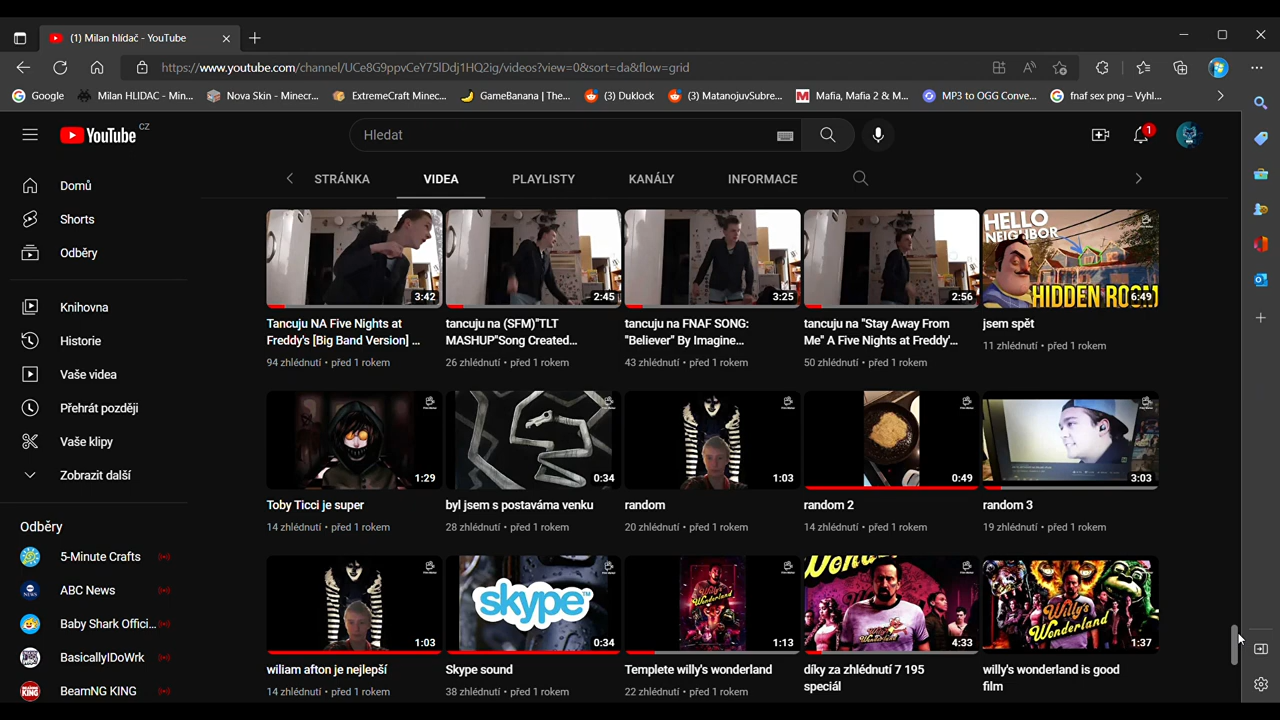 (1) Milan hlídač - YouTube
https://www.youtube.com/channel/UCe8G9ppvCeY75lDdj1HQ2ig/videos?view=0&sort=da&flow=grid
Google
Milan HLIDAC - Min...
Nova Skin - Minecr...
ExtremeCraft Minec...
GameBanana | The...
(3) Duklock
(3) MatanojuvSubre...
Mafia, Mafia 2 & M...
MP3 to OGG Conve...
fnaf sex png – Vyhl...
YouTube CZ
Hledat
1
STRÁNKA
VIDEA
PLAYLISTY
KANÁLY
INFORMACE
Domů
Shorts
Odběry
Knihovna
Historie
Vaše videa
Přehrát později
Vaše klipy
Zobrazit další
Odběry
5-Minute Crafts
ABC News
Baby Shark Offici...
BasicallyIDoWrk
BeamNG KING
3:42
2:45
3:25
2:56
HELLO
NEIGHBOR
HIDDEN ROOM
6:49
Tancuju NA Five Nights at
Freddy's [Big Band Version] ...
94 zhlédnutí • před 1 rokem
tancuju na (SFM)"TLT
MASHUP"Song Created...
26 zhlédnutí • před 1 rokem
tancuju na FNAF SONG:
"Believer" By Imagine...
43 zhlédnutí • před 1 rokem
tancuju na "Stay Away From
Me" A Five Nights at Freddy'...
50 zhlédnutí • před 1 rokem
jsem spět
11 zhlédnutí • před 1 rokem
1:29
0:34
1:03
0:49
3:03
Toby Ticci je super
14 zhlédnutí • před 1 rokem
byl jsem s postaváma venku
28 zhlédnutí • před 1 rokem
random
20 zhlédnutí • před 1 rokem
random 2
14 zhlédnutí • před 1 rokem
random 3
19 zhlédnutí • před 1 rokem
1:03
skype™
0:34
1:13
Wonderland
4:33
Willy's
Wonderland
1:37
wiliam afton je nejlepší
14 zhlédnutí • před 1 rokem
Skype sound
38 zhlédnutí • před 1 rokem
Templete willy's wonderland
22 zhlédnutí • před 1 rokem
díky za zhlédnutí 7 195
speciál
willy's wonderland is good
film